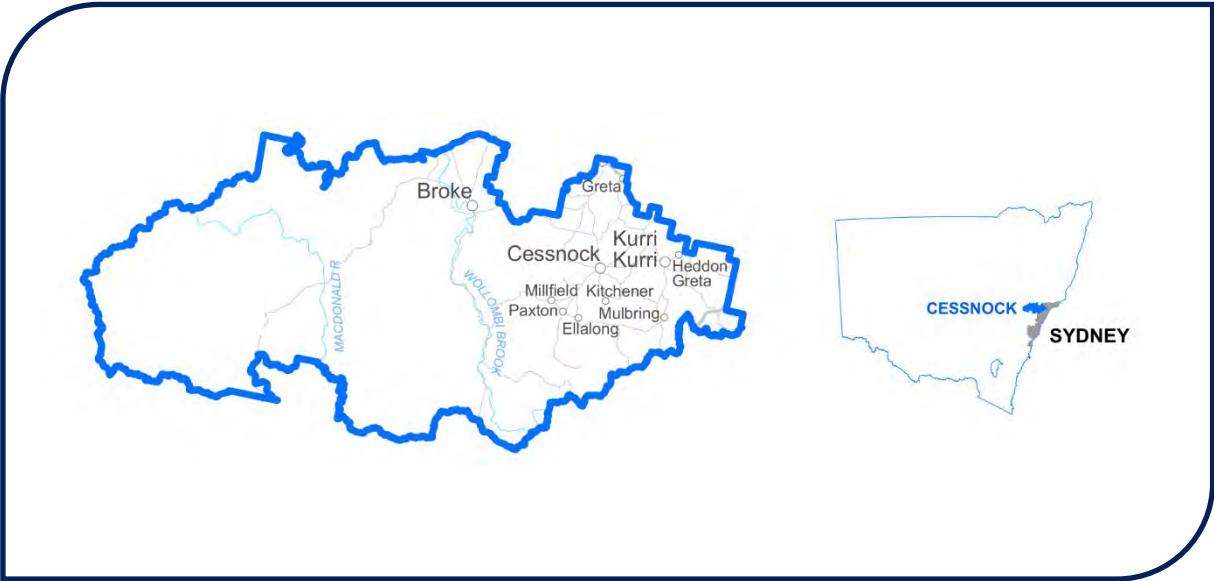 Greta
Broke
Kurri
Kurri
Cessnock
Heddon
Greta
Millfield
Kitchener
Paxton
Mulbring
Ellalong
MACDONALD R
WOLLOMBI BROOK
CESSNOCK
SYDNEY